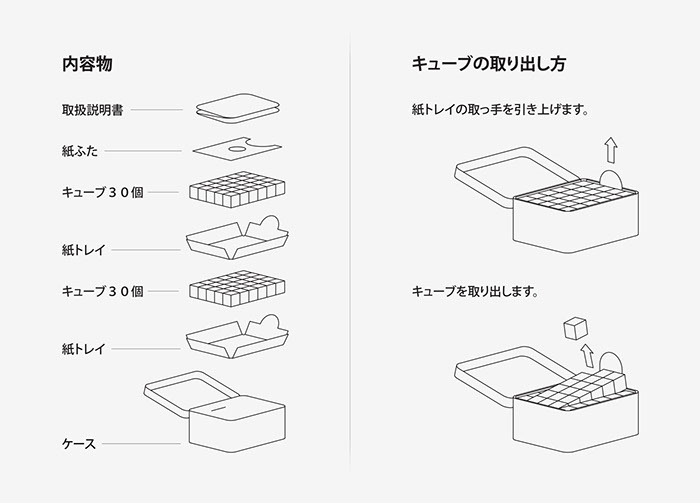 内容物
取扱説明書
紙ふた
キューブ３０個
紙トレイ
キューブ３０個
紙トレイ
ケース
キューブの取り出し方
紙トレイの取っ手を引き上げます。
キューブを取り出します。